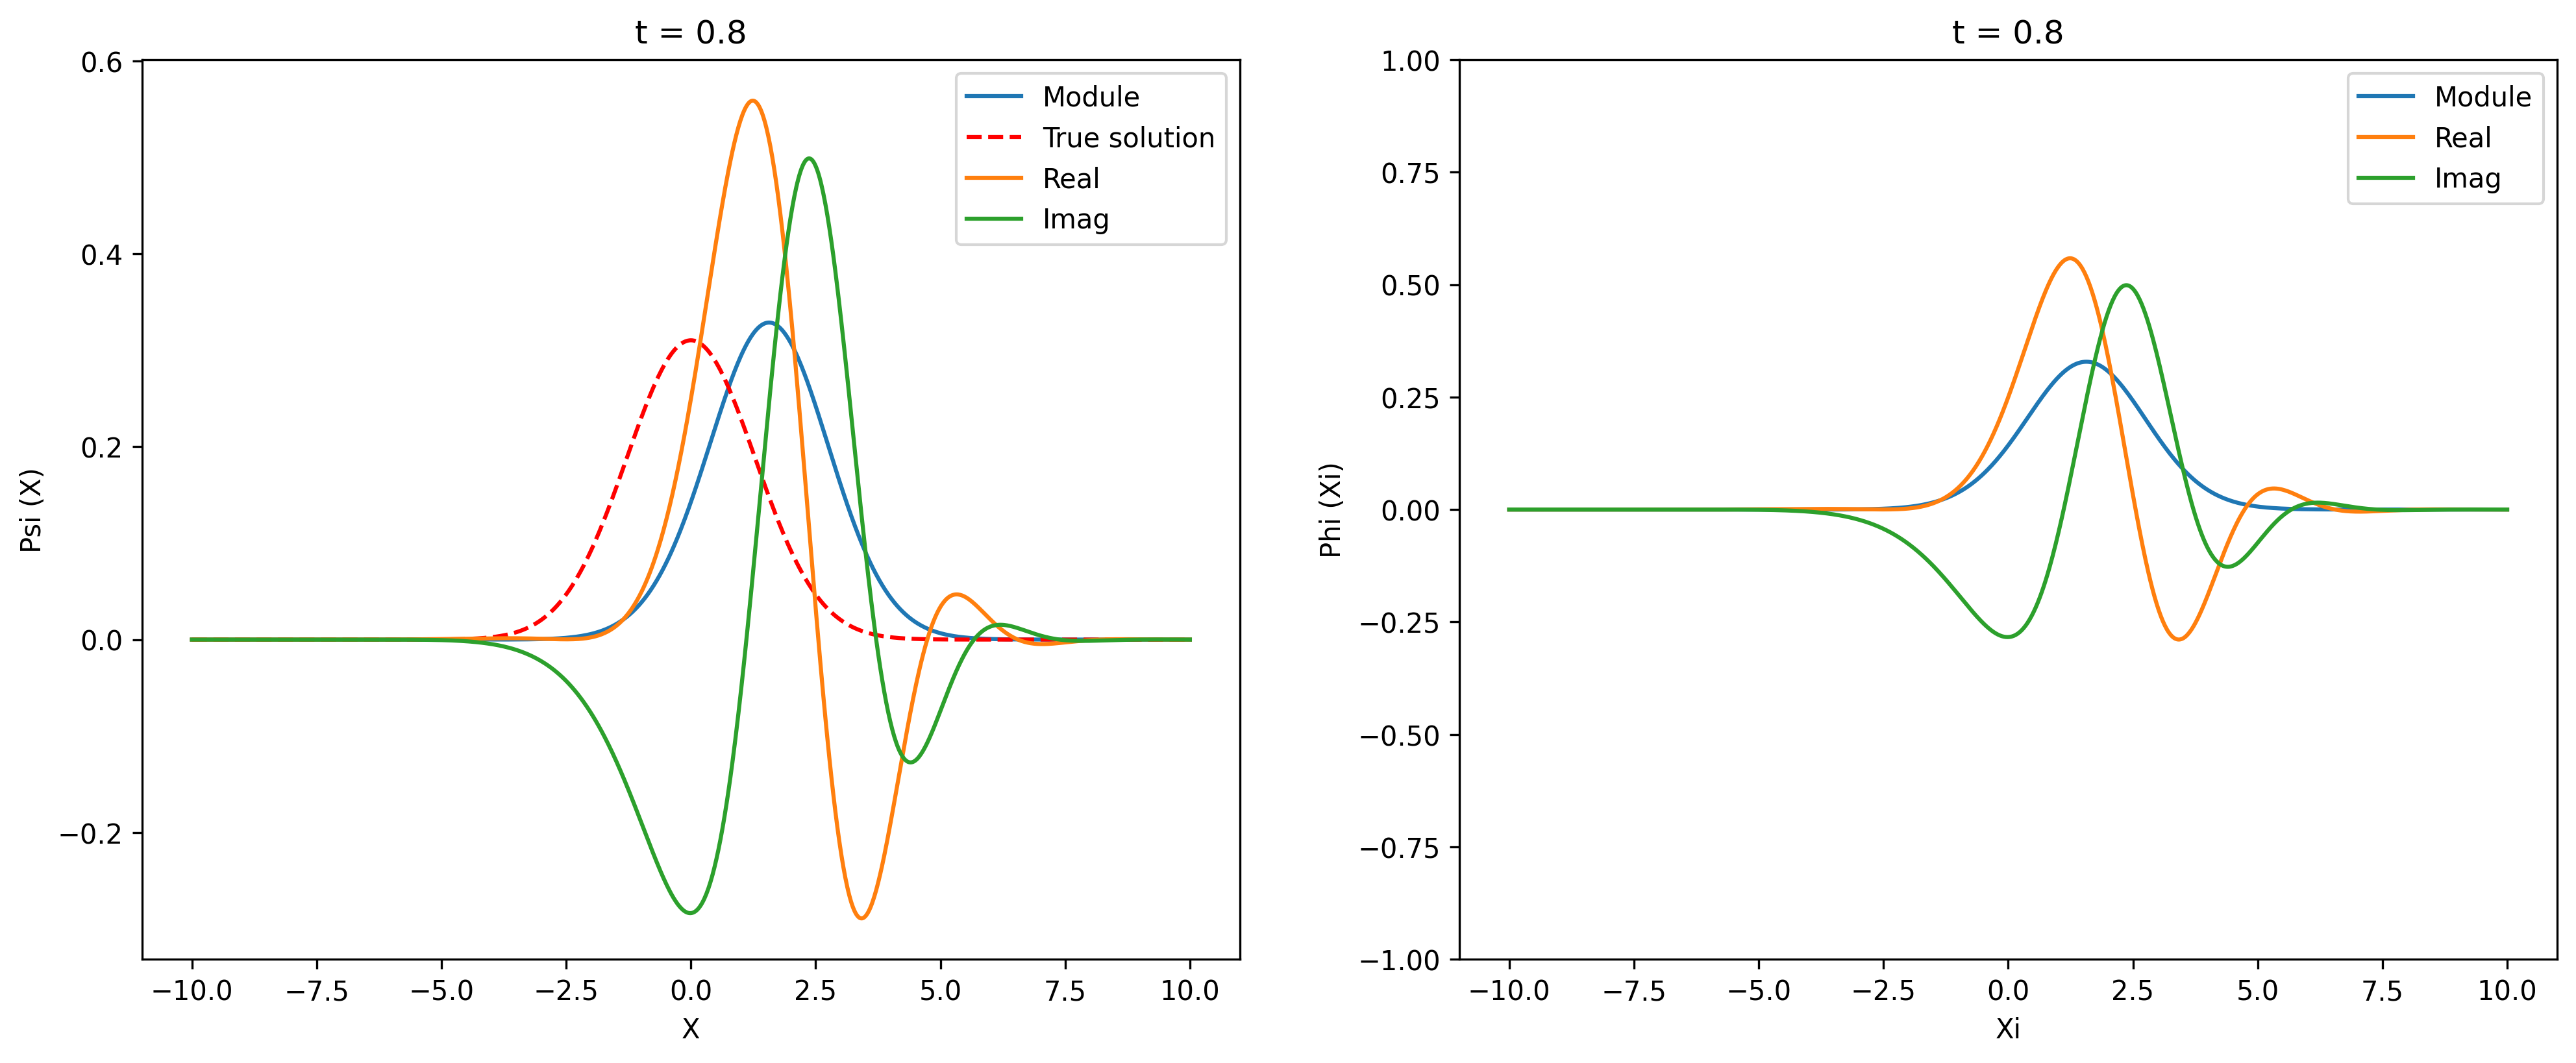 t = 0.8
0.6
0.4
0.2
0.0
−0.2
Psi (X)
Module
True solution
Real
Imag
−10.0 −7.5 −5.0 −2.5 0.0 2.5 5.0 7.5 10.0
X
t = 0.8
1.00
0.75
0.50
0.25
0.00
−0.25
−0.50
−0.75
−1.00
Phi (Xi)
Module
Real
Imag
−10.0 −7.5 −5.0 −2.5 0.0 2.5 5.0 7.5 10.0
Xi